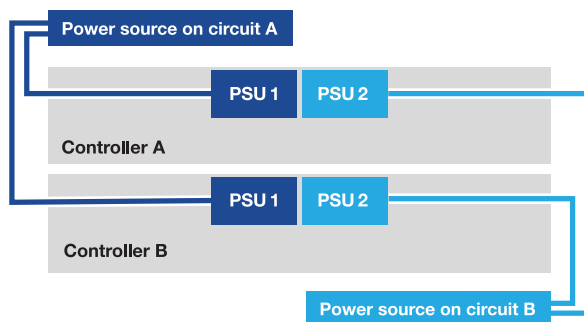 Power source on circuit A
PSU 1 PSU 2
Controller A
PSU 1 PSU 2
Controller B
Power source on circuit B